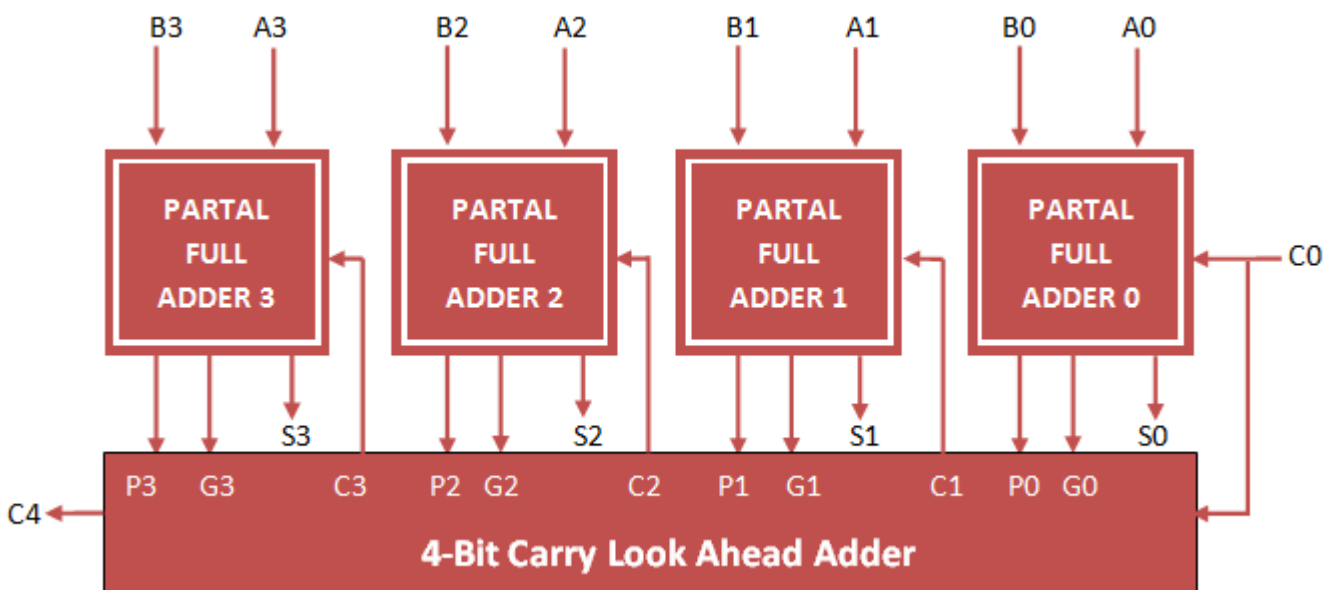 B3 A3 B2 A2 B1 A1 B0 A0
PARTAL
FULL
ADDER 3
PARTAL
FULL
ADDER 2
PARTAL
FULL
ADDER 1
PARTAL
FULL
ADDER 0
C0
S3 S2 S1 S0
P3 G3 C3 P2 G2 C2 P1 G1 C1 P0 G0
C4
4-Bit Carry Look Ahead Adder